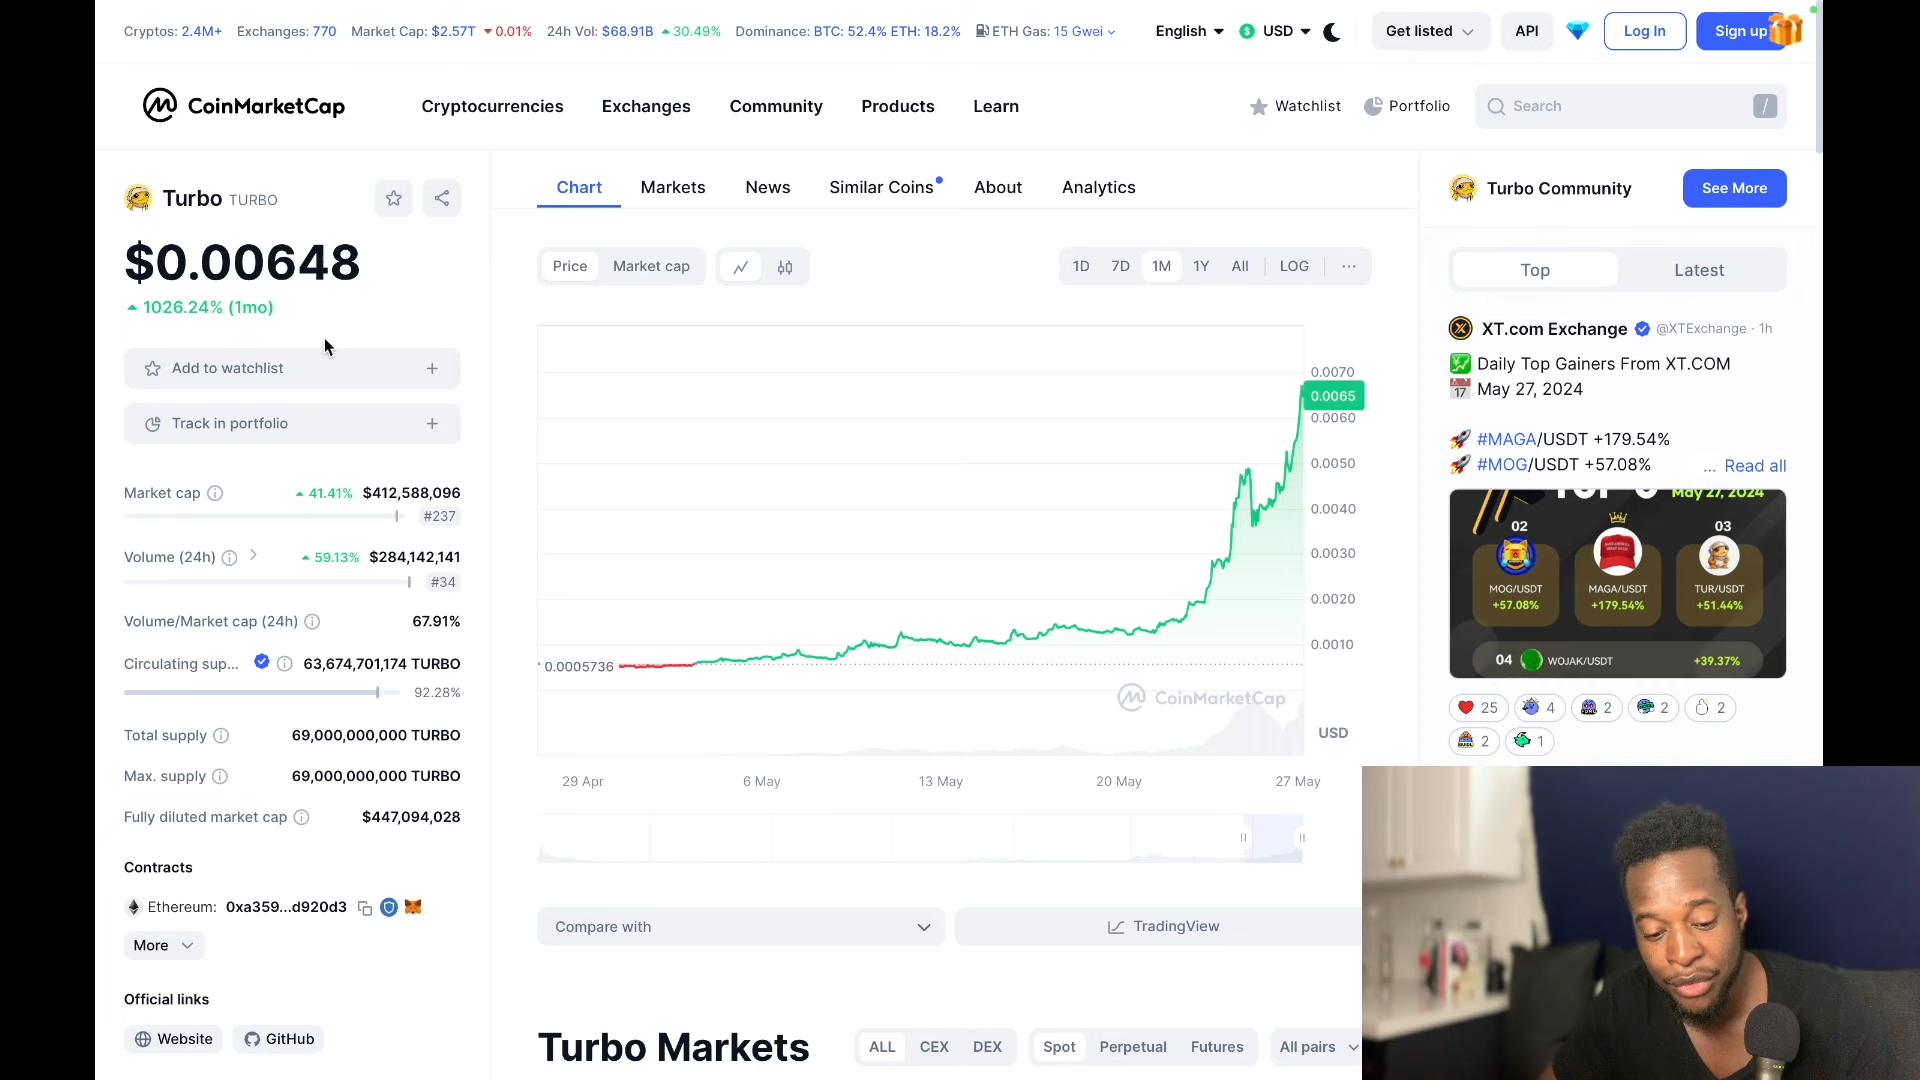 Cryptos: 2.4M+ Exchanges: 770 Market Cap: $2.57T 0.01% 24h Vol: $68.91B 30.49% Dominance: BTC: 52.4% ETH: 18.2% ETH Gas: 15 Gwei English USD Get listed API Log In Sign up
CoinMarketCap Cryptocurrencies Exchanges Community Products Learn Watchlist Portfolio Search /
Turbo TURBO
$0.00648
1026.24% (1mo)
Add to watchlist +
Track in portfolio +
Market cap 41.41% $412,588,096
#237
Volume (24h) 59.13% $284,142,141
#34
Volume/Market cap (24h) 67.91%
Circulating sup... 63,674,701,174 TURBO
92.28%
Total supply 69,000,000,000 TURBO
Max. supply 69,000,000,000 TURBO
Fully diluted market cap $447,094,028
Contracts
Ethereum: 0xa359...d920d3
More
Official links
Website GitHub
Chart Markets News Similar Coins About Analytics
Price Market cap 1D 7D 1M 1Y All LOG ...
0.0070
0.0065
0.0060
0.0050
0.0040
0.0030
0.0020
0.0010
0.0005736
CoinMarketCap
USD
29 Apr 6 May 13 May 20 May 27 May
Compare with TradingView
Turbo Markets ALL CEX DEX Spot Perpetual Futures All pairs
Turbo Community See More
Top Latest
XT.com Exchange @XTExchange · 1h
Daily Top Gainers From XT.COM
17 May 27, 2024
#MAGA/USDT +179.54%
#MOG/USDT +57.08% ... Read all
May 27, 2024
02 03
MOG/USDT MAGA/USDT TUR/USDT
+57.08% +179.54% +51.44%
04 WOJAK/USDT +39.37%
25 4 2 2 2
2 1